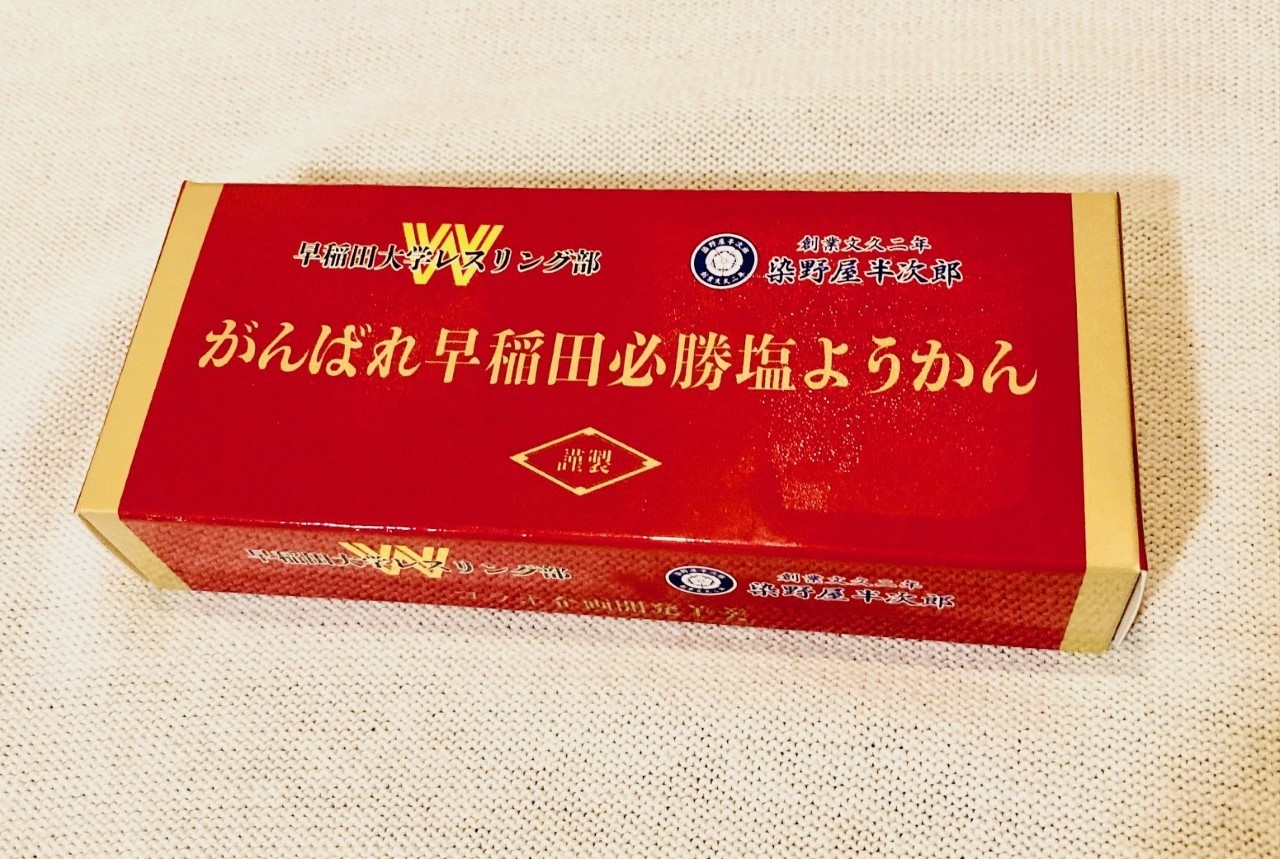 早稲田大学レスリング部
創業文久二年
染野屋半次郎
がんばれ早稲田必勝塩ようかん
謹製
早稲田大学レスリング部
創業文久二年
染野屋半次郎